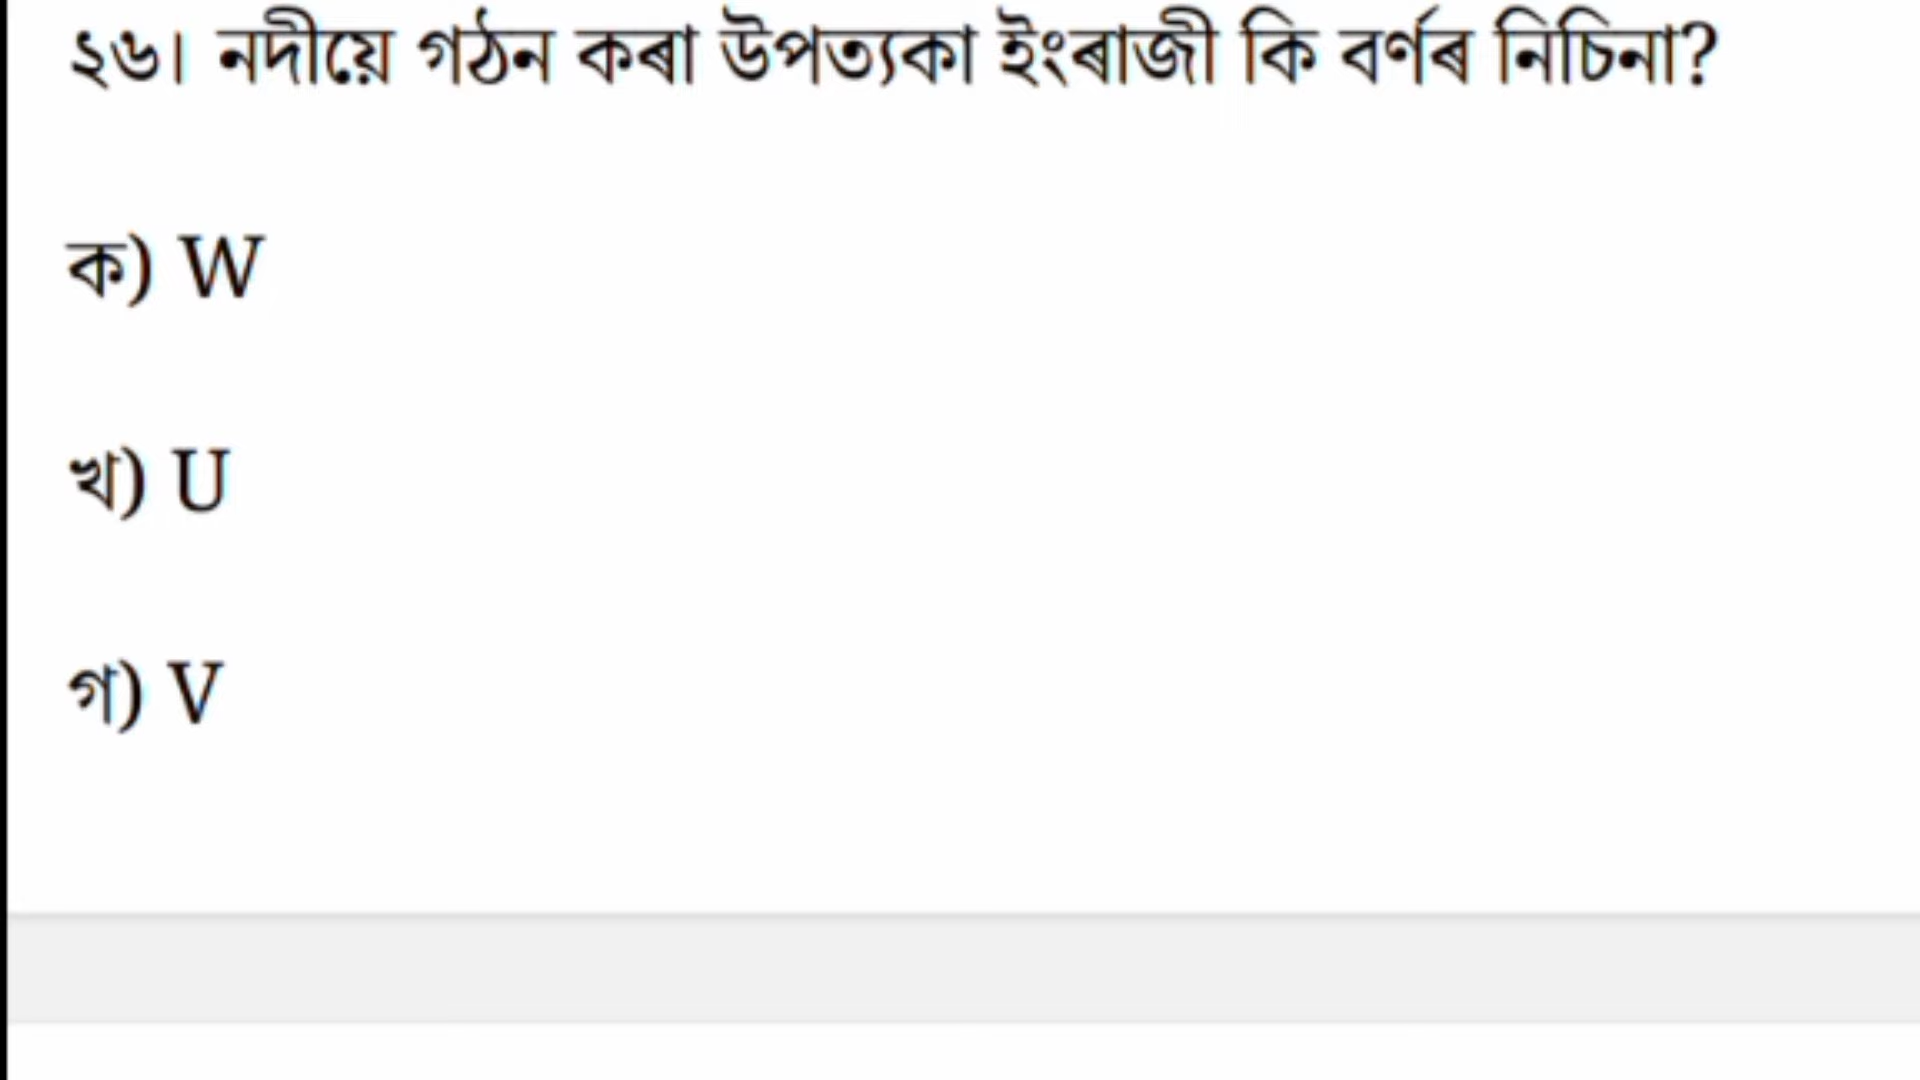 ২৬। নদীয়ে গঠন কৰা উপত্যকা ইংৰাজী কি বৰ্ণৰ নিচিনা?
ক) W
খ) U
গ) V